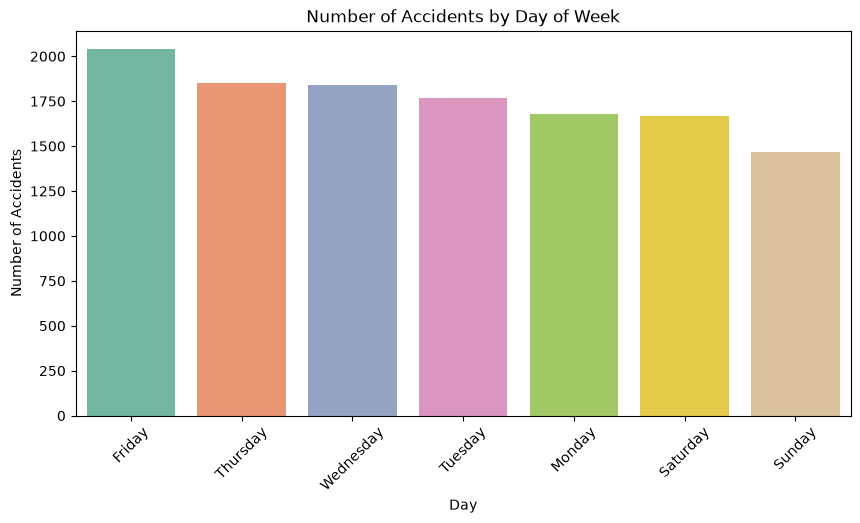 Number of Accidents by Day of Week
Number of Accidents
2000
1750
1500
1250
1000
750
500
250
0
Friday
Thursday
Wednesday
Tuesday
Monday
Saturday
Sunday
Day